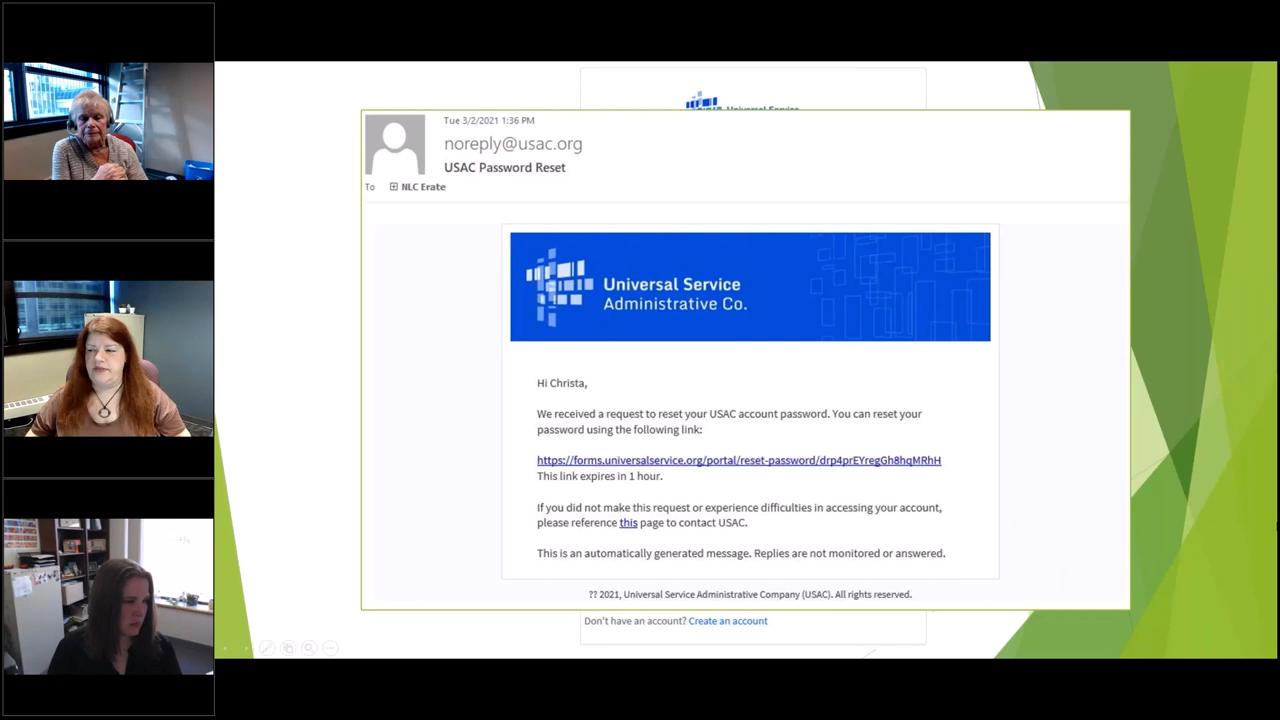 Universal Service
Tue 3/2/2021 1:36 PM
noreply@usac.org
USAC Password Reset
To NLC Erate
Universal Service
Administrative Co.
Hi Christa,
We received a request to reset your USAC account password. You can reset your
password using the following link:
https://forms.universalservice.org/portal/reset-password/drp4prEYregGh8hqMRhH
This link expires in 1 hour.
If you did not make this request or experience difficulties in accessing your account,
please reference this page to contact USAC.
This is an automatically generated message. Replies are not monitored or answered.
?? 2021, Universal Service Administrative Company (USAC). All rights reserved.
Don't have an account? Create an account